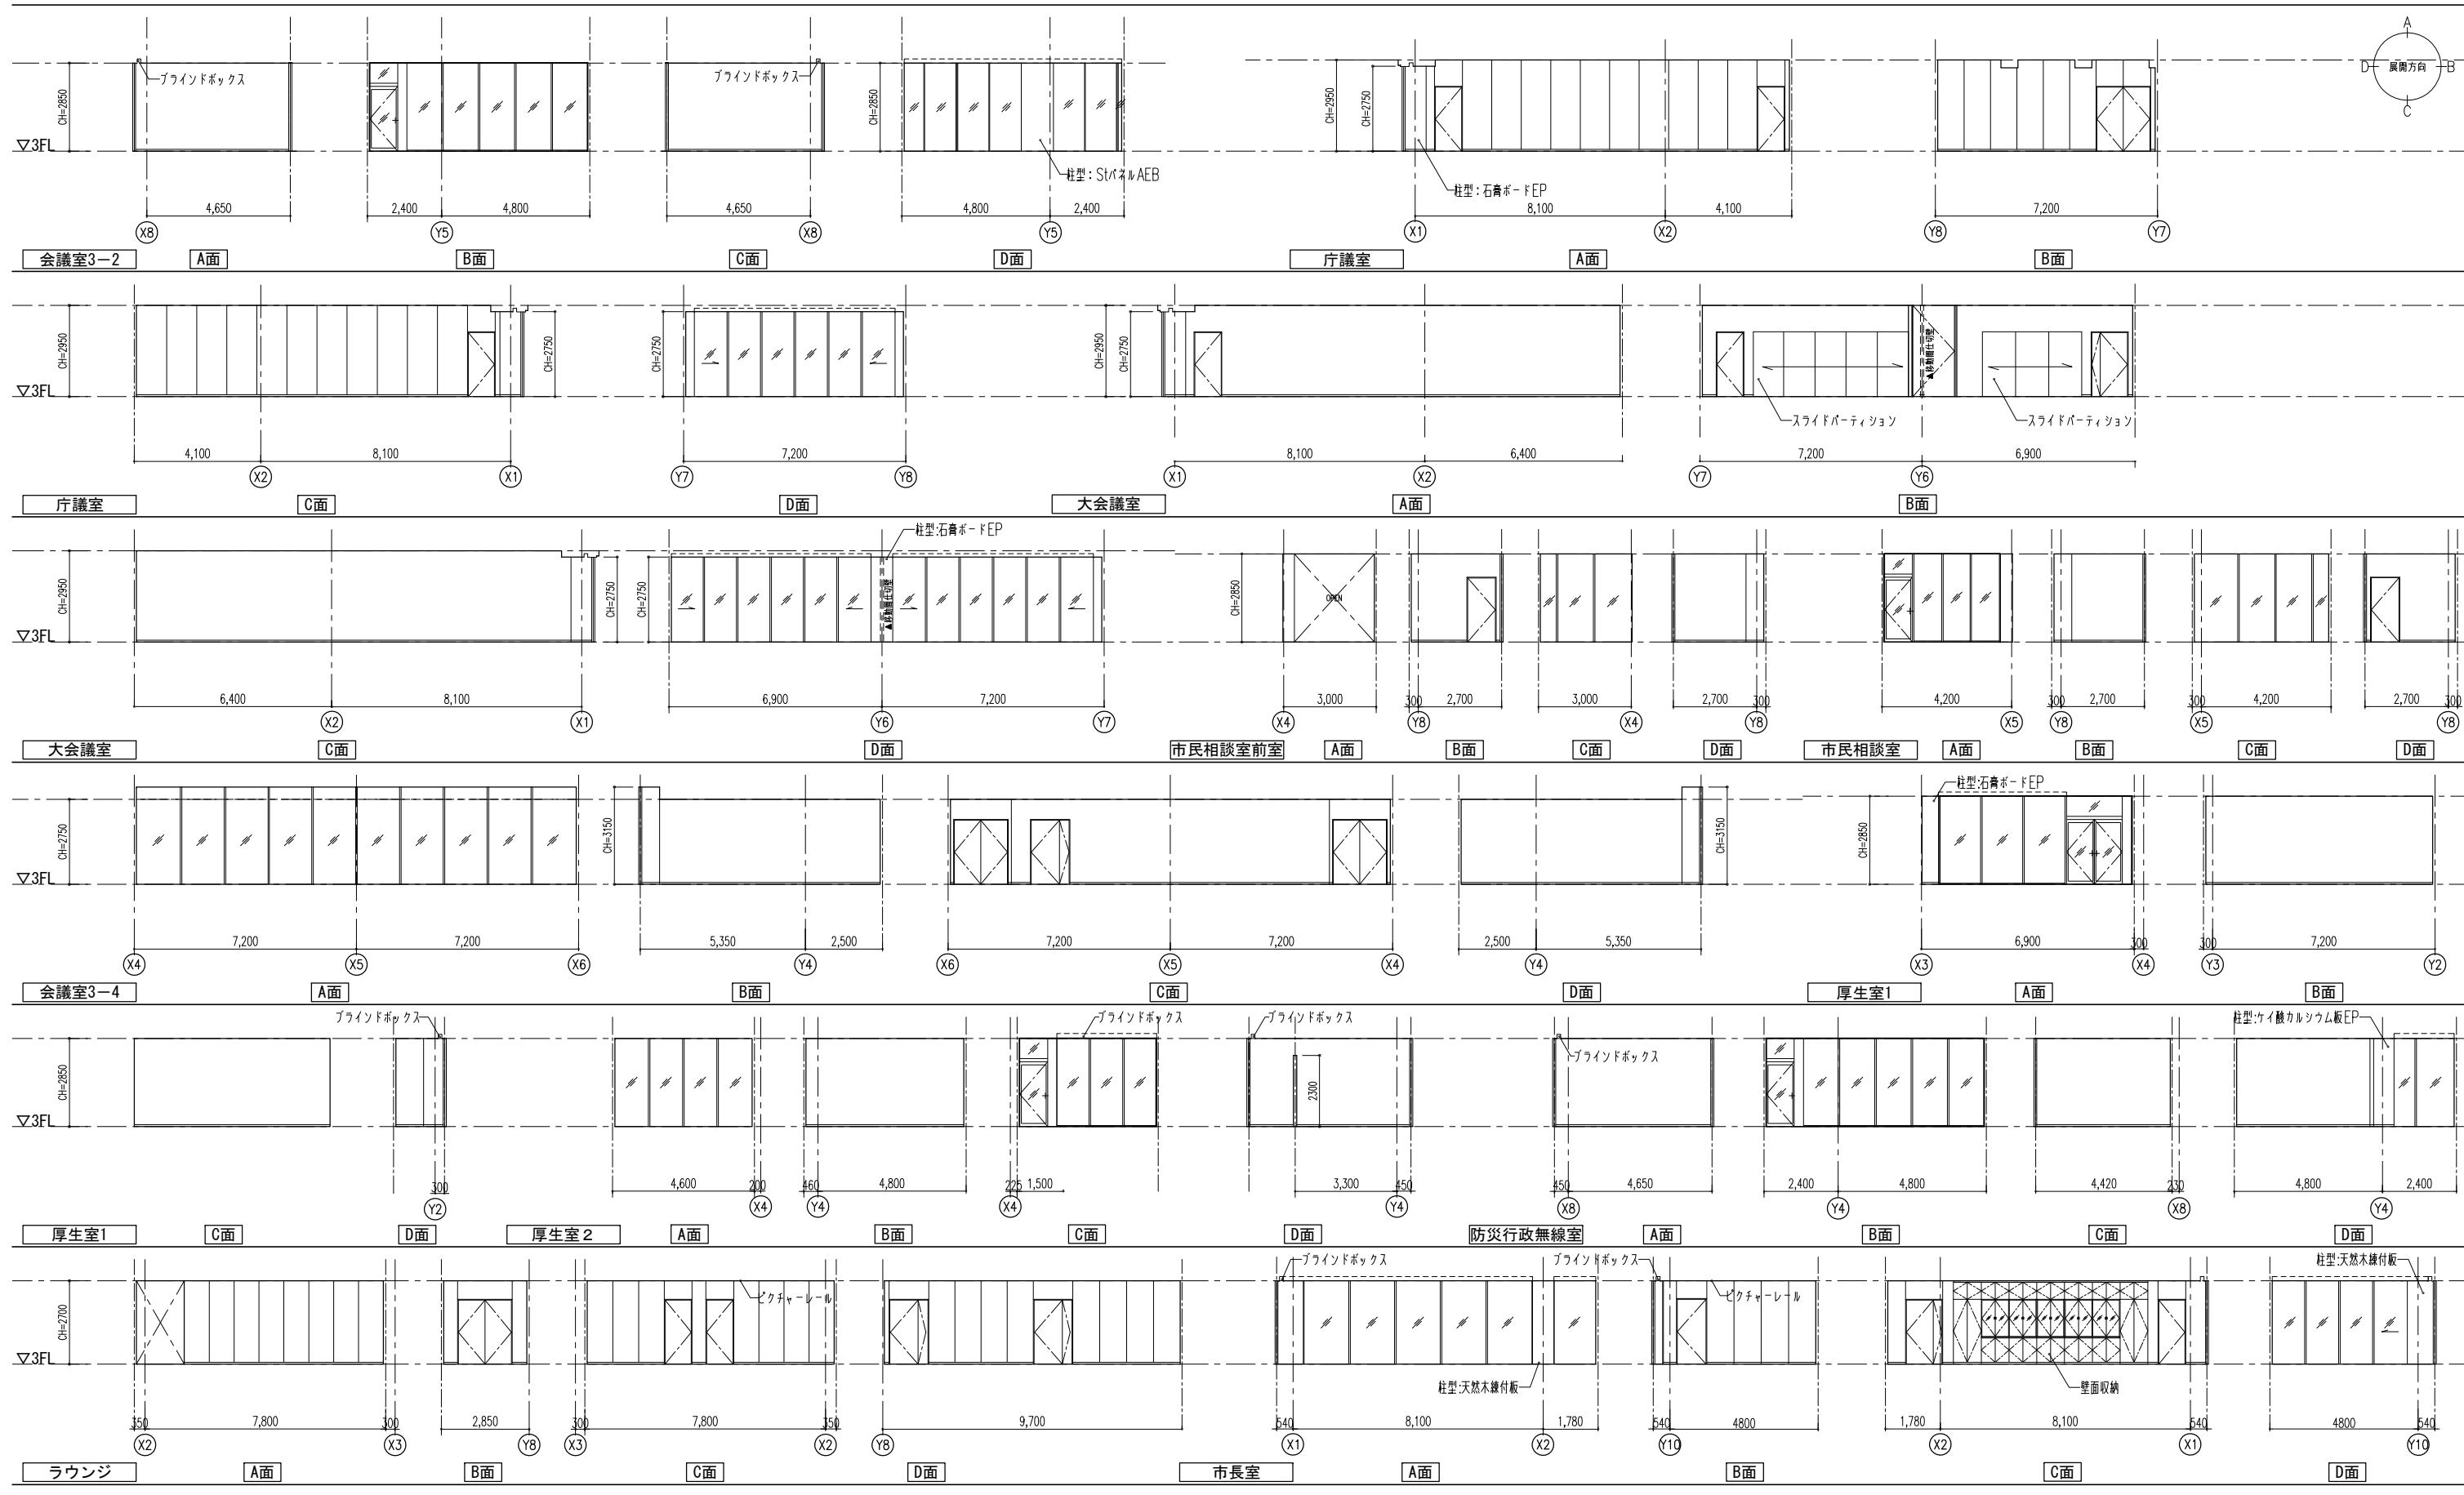 A
D 展開方向 B
C
ブラインドボックス
CH=2850
▽3FL
4,650
X8
会議室3-2
A面
2,400 4,800
Y5
B面
ブラインドボックス
4,650
X8
C面
CH=2850
柱型:StパネルAEB
4,800 2,400
Y5
D面
CH=2950
CH=2750
柱型:石膏ボードEP
8,100 4,100
X1 X2
庁議室
A面
7,200
Y8 Y7
B面
CH=2950
CH=2750
▽3FL
4,100 8,100
X2 X1
庁議室
C面
CH=2750
7,200
Y7 Y8
D面
CH=2950
CH=2750
8,100 6,400
X1 X2
大会議室
A面
▲移動間仕切壁
スライドパーティション
スライドパーティション
7,200 6,900
Y7 Y6
B面
CH=2950
CH=2750
▽3FL
6,400 8,100
X2 X1
大会議室
C面
柱型:石膏ボードEP
CH=2750
▲移動間仕切壁
6,900 7,200
Y6 Y7
D面
CH=2850
OPEN
3,000
X4
市民相談室前室
A面
300 2,700
Y8
B面
3,000
X4
C面
2,700 300
Y8
D面
4,200
X5
市民相談室
A面
300 2,700
Y8
B面
300 4,200
X5
C面
2,700 300
Y8
D面
CH=2750
▽3FL
7,200 7,200
X4 X5 X6
会議室3-4
A面
CH=3150
5,350 2,500
Y4
B面
7,200 7,200
X6 X5 X4
C面
CH=3150
2,500 5,350
Y4
D面
柱型:石膏ボードEP
CH=2850
6,900 300
X3 X4
厚生室1
A面
300 7,200
Y3 Y2
B面
CH=2850
▽3FL
厚生室1
C面
ブラインドボックス
300
Y2
D面
4,600 200
X4
厚生室2
A面
460 4,800
Y4
B面
ブラインドボックス
225 1,500
X4
C面
ブラインドボックス
2300
3,300 450
Y4
D面
ブラインドボックス
450 4,650
X8
防災行政無線室
A面
2,400 4,800
Y4
B面
4,420 230
X8
C面
柱型:ケイ酸カルシウム板EP
4,800 2,400
Y4
D面
CH=2700
▽3FL
350 7,800 300
X2 X3
ラウンジ
A面
2,850
Y8
B面
ピクチャーレール
300 7,800 350
X3 X2
C面
9,700
Y8
D面
ブラインドボックス
柱型:天然木練付板
540 8,100 1,780
X1 X2
市長室
A面
ブラインドボックス
ピクチャーレール
540 4800
Y10
B面
壁面収納
1,780 8,100 540
X2 X1
C面
柱型:天然木練付板
4800 540
Y10
D面